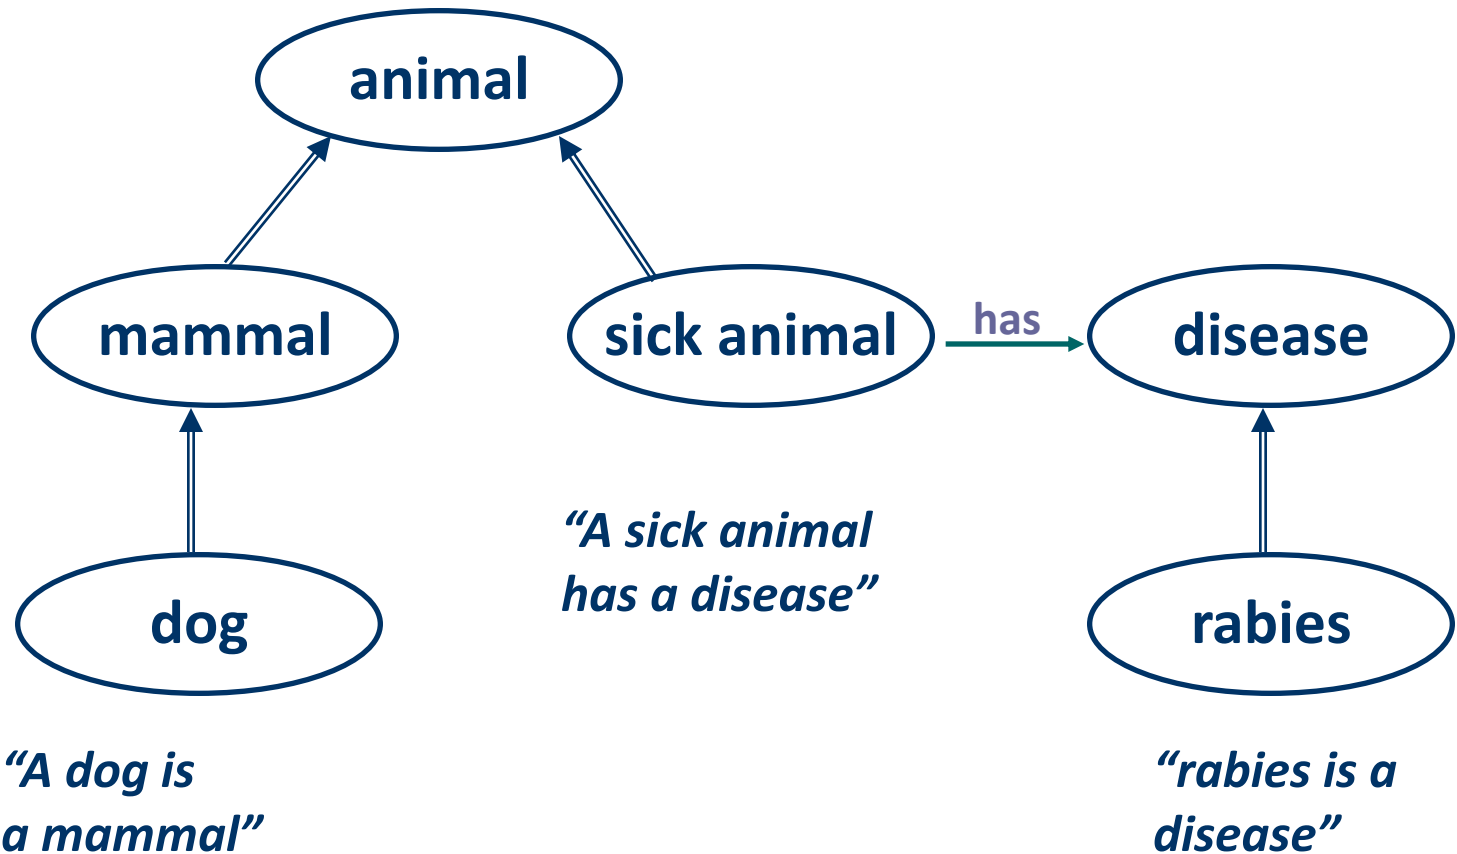 animal
mammal
sick animal
has
disease
“A sick animal
has a disease”
dog
rabies
“A dog is
a mammal”
“rabies is a
disease”